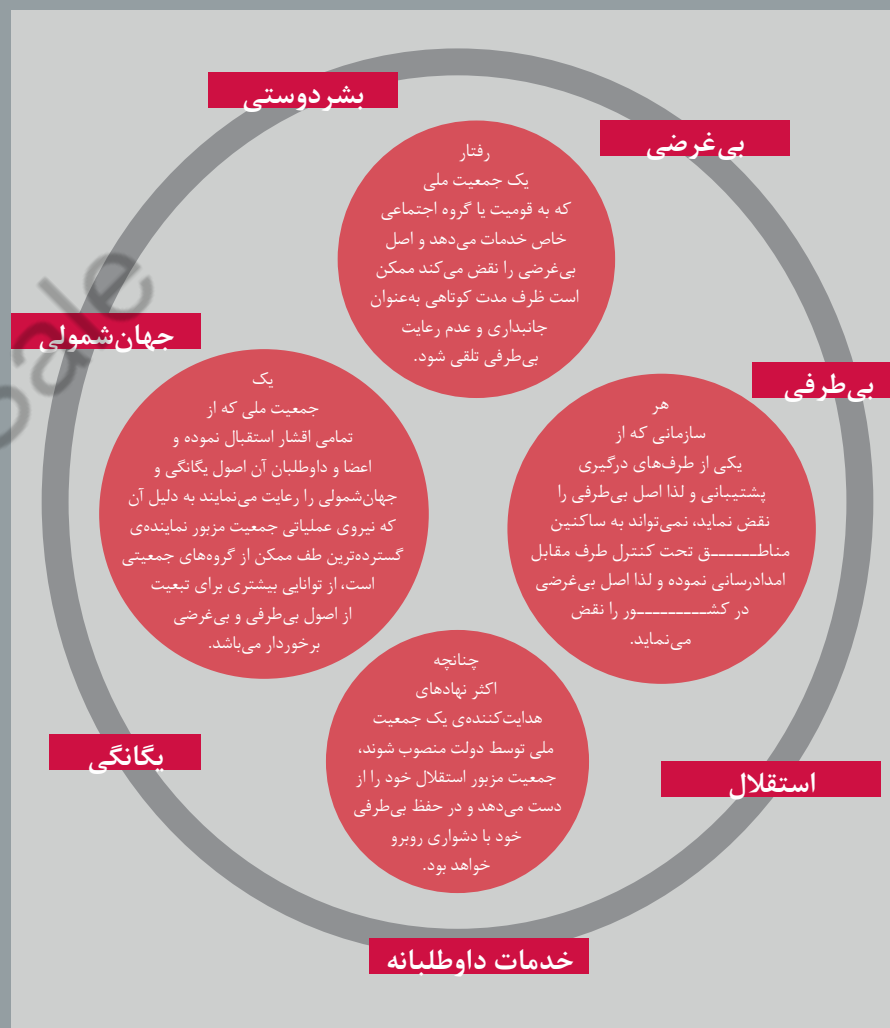 بشردوستی
بی‌غرضی
رفتار
یک جمعیت ملی
که به قومیت یا گروه اجتماعی
خاص خدمات می‌دهد و اصل
بی‌غرضی را نقض می‌کند ممکن
است ظرف مدت کوتاهی به‌عنوان
جانبداری و عدم رعایت
بی‌طرفی تلقی شود.
جهان‌شمولی
بی‌طرفی
هر
سازمانی که از
یکی از طرف‌های درگیری
پشتیبانی و لذا اصل بی‌طرفی را
نقض نماید، نمی‌تواند به ساکنین
مناطـــــــق تحت کنترل طرف مقابل
امدادرسانی نموده و لذا اصل بی‌غرضی
در کشــــــــــور را نقض
می‌نماید.
یک
جمعیت ملی که از
تمامی اقشار استقبال نموده و
اعضا و داوطلبان آن اصول یگانگی و
جهان‌شمولی را رعایت می‌نمایند به دلیل آن
که نیروی عملیاتی جمعیت مزبور نماینده‌ی
گسترده‌ترین طف ممکن از گروه‌های جمعیتی
است، از توانایی بیشتری برای تبعیت
از اصول بی‌طرفی و بی‌غرضی
برخوردار می‌باشد.
چنانچه
اکثر نهادهای
هدایت‌کننده‌ی یک جمعیت
ملی توسط دولت منصوب شوند،
جمعیت مزبور استقلال خود را از
دست می‌دهد و در حفظ بی‌طرفی
خود با دشواری روبرو
خواهد بود.
یگانگی
استقلال
خدمات داوطلبانه
sale